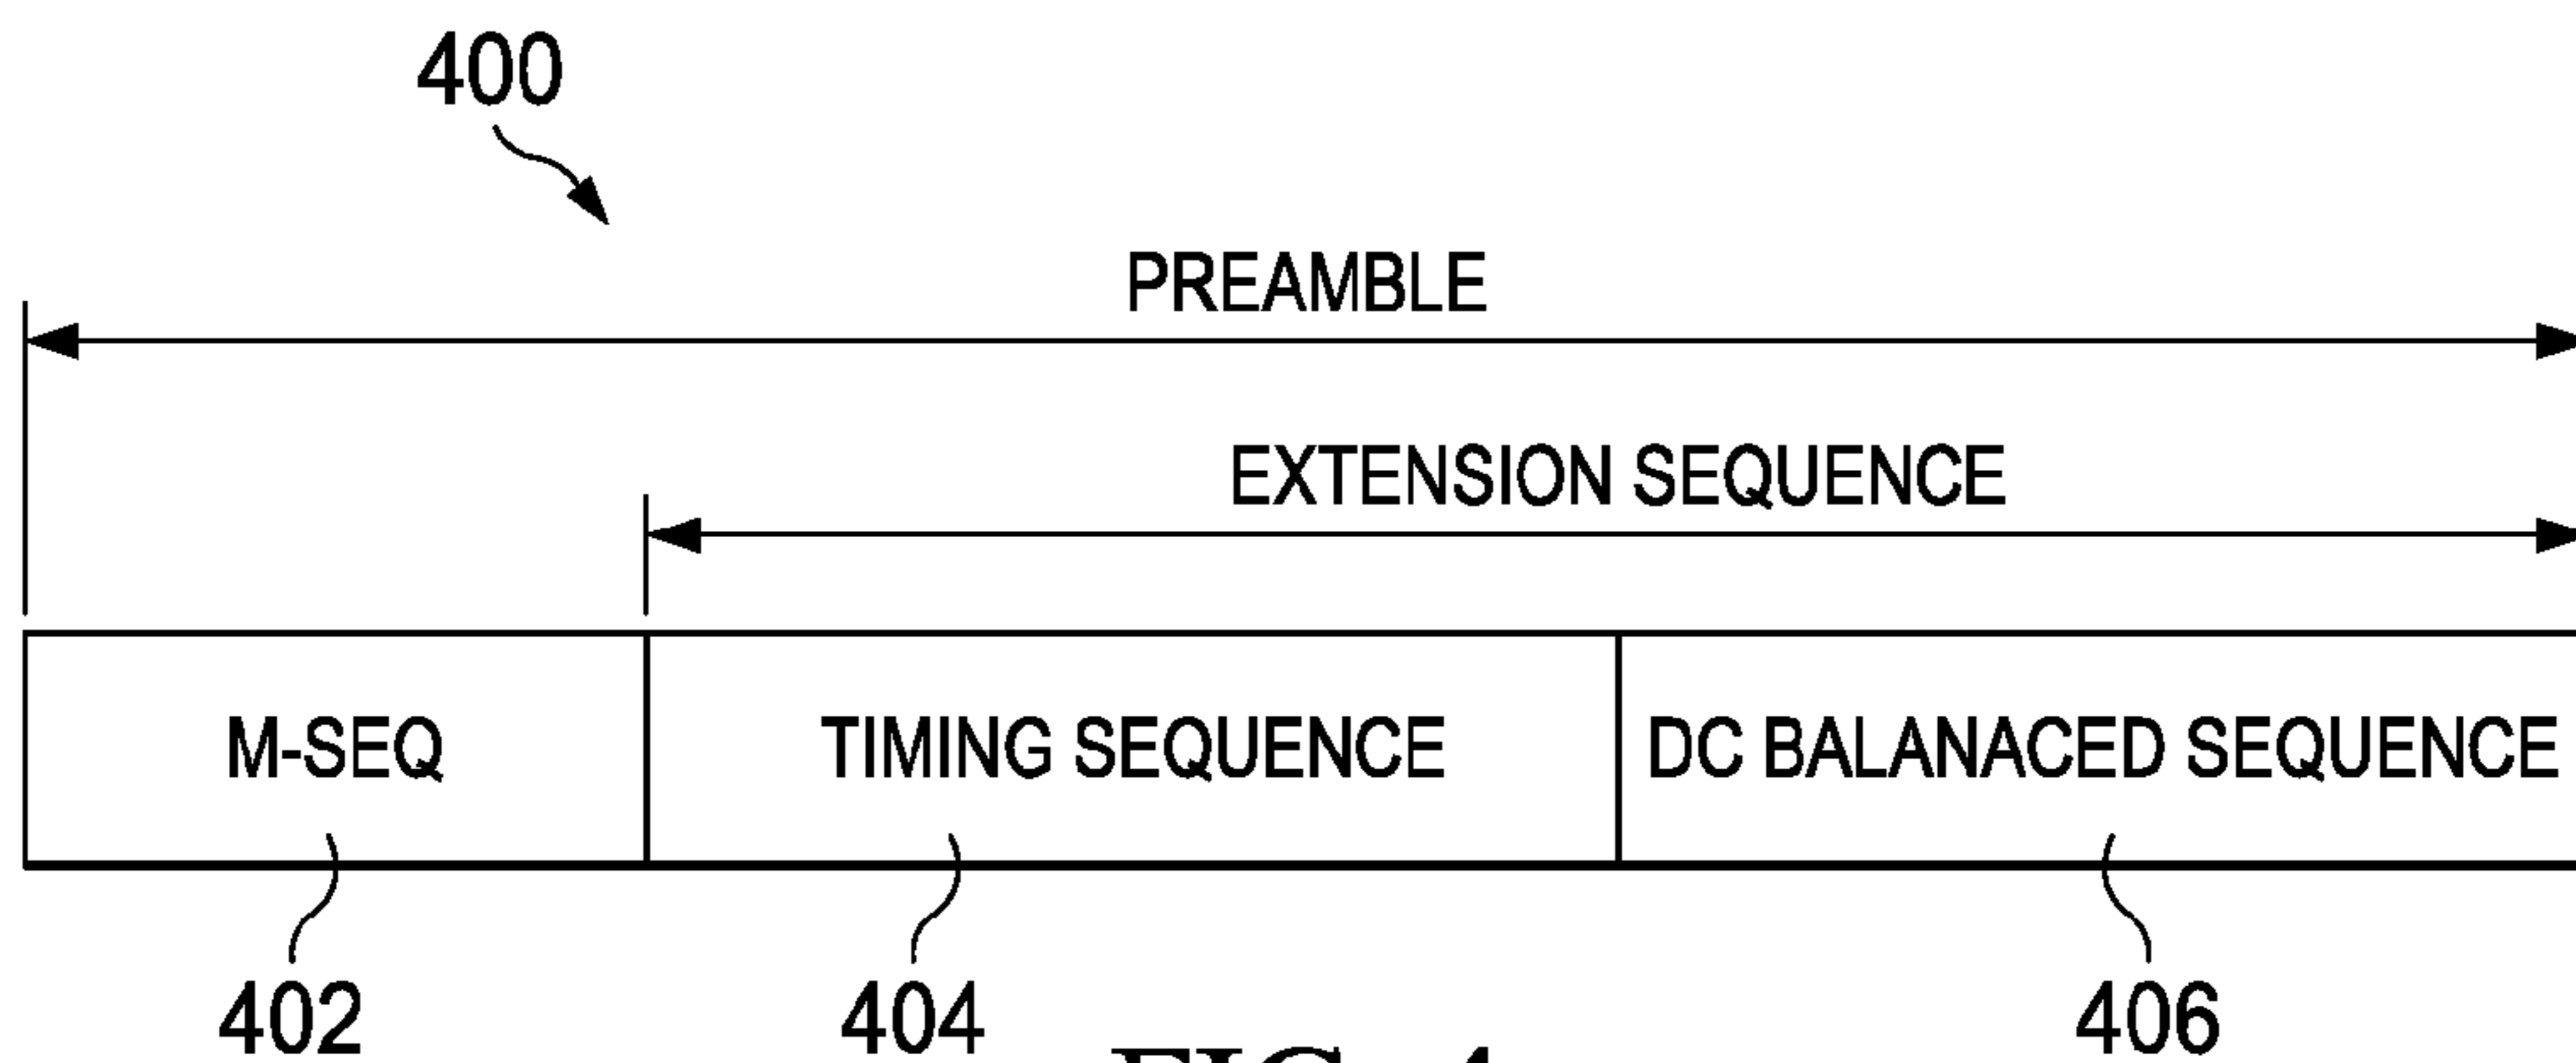 400
PREAMBLE
EXTENSION SEQUENCE
M-SEQ TIMING SEQUENCE DC BALANACED SEQUENCE
402 404 406